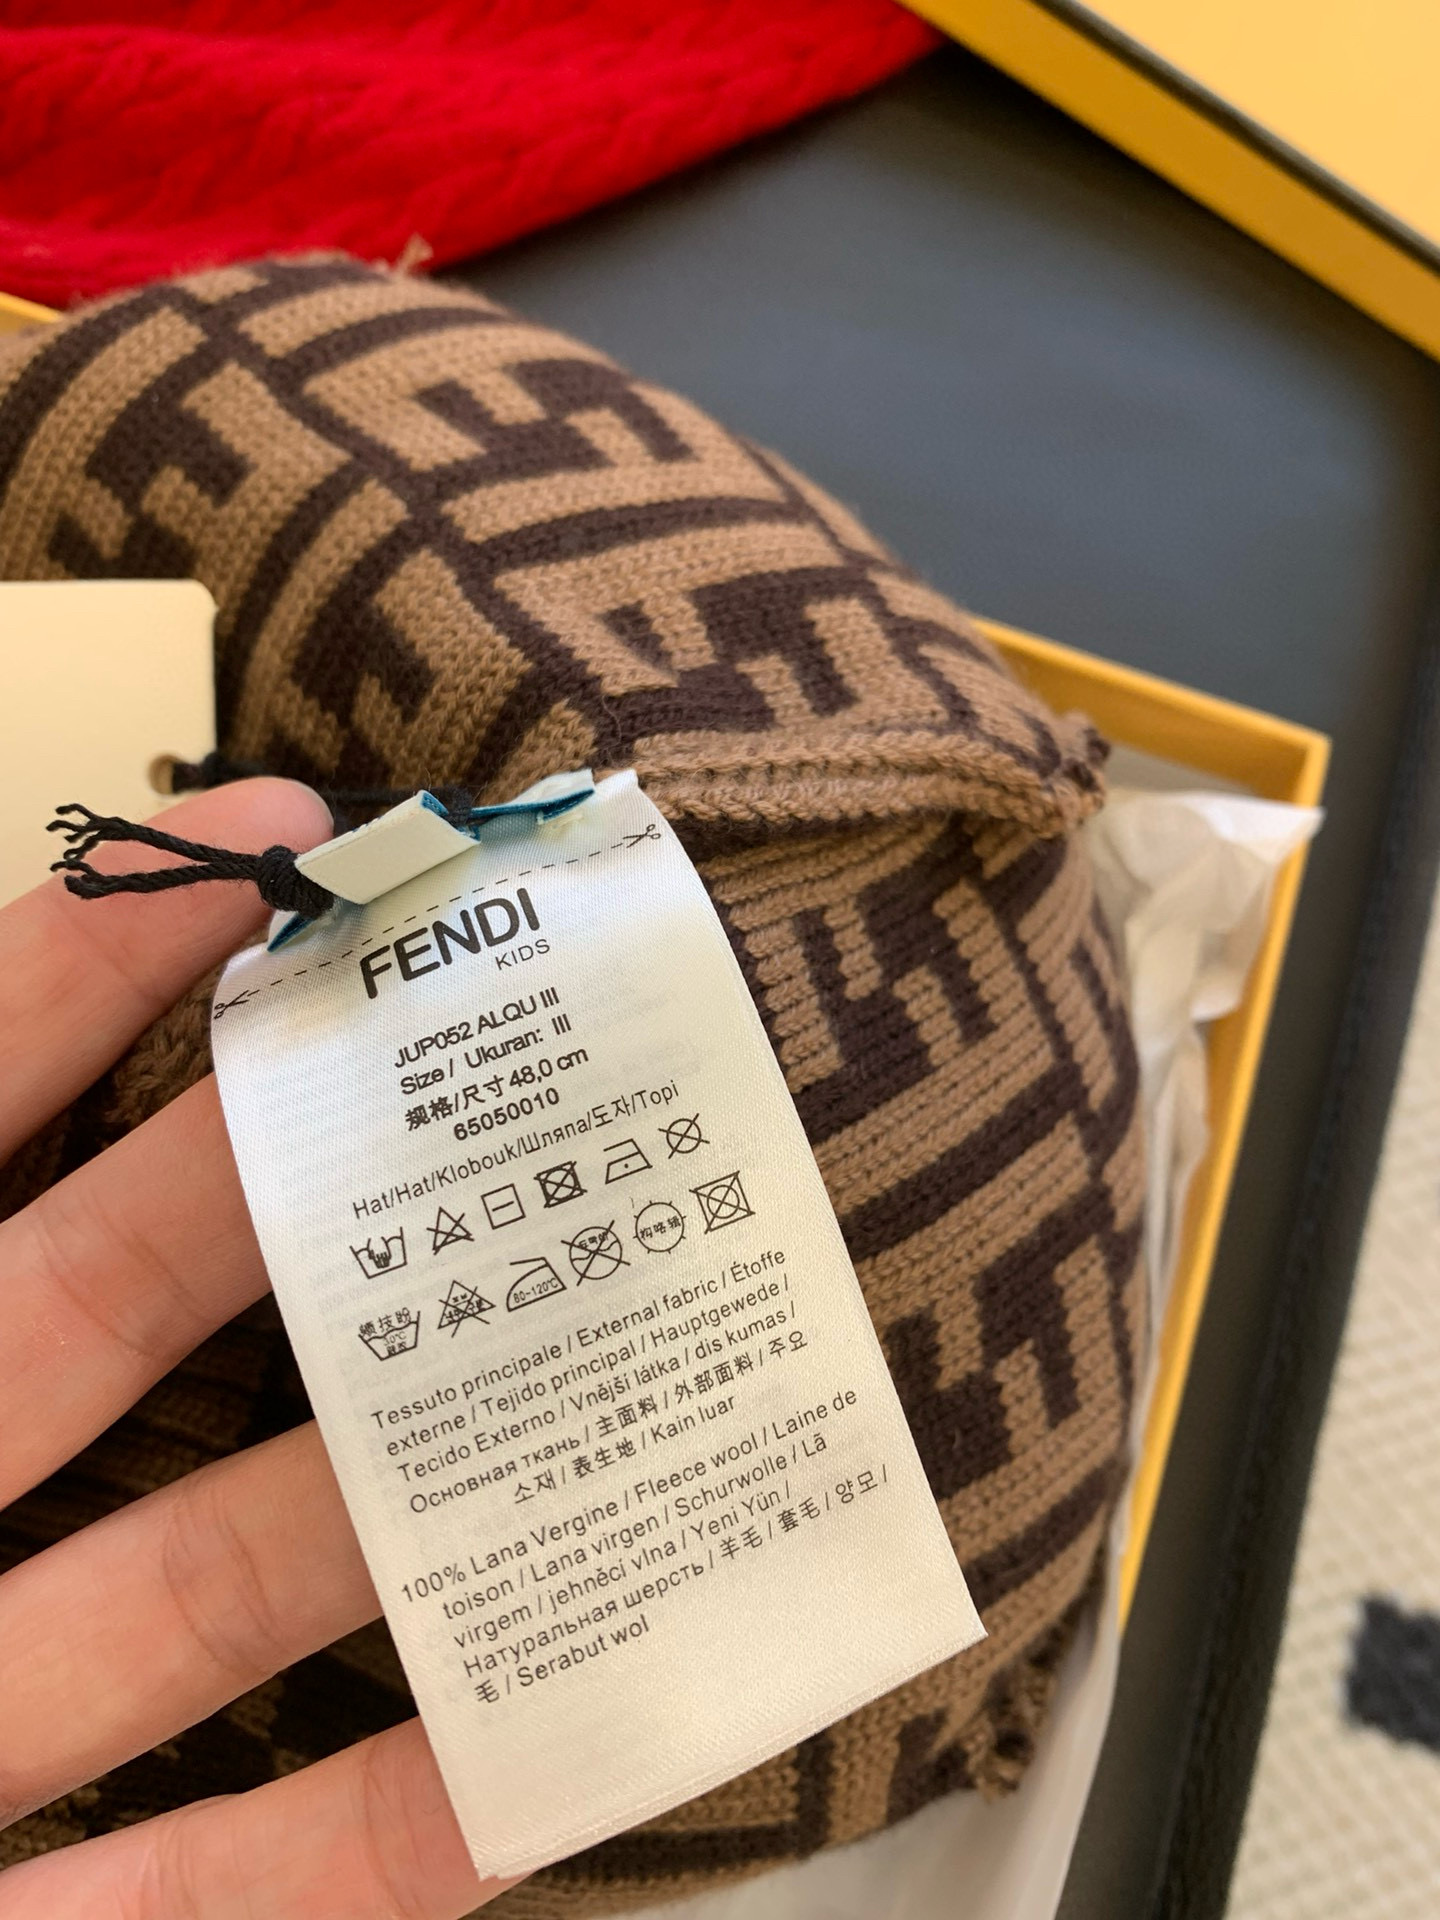 FENDI
KIDS
JUP052 ALQU III
Size / Ukuran: III
规格/尺寸 48,0 cm
65050010
Hat/Hat/Klobouk/Шляпа/도자/Topi
80~120℃
Tessuto principale / External fabric / Étoffe
externe / Tejido principal / Hauptgewede /
Tecido Externo / Vnější látka / dis kumas /
Основная ткань / 主面料 / 外部面料 / 주요
소재 / 表生地 / Kain luar
100% Lana Vergine / Fleece wool / Laine de
toison / Lana virgen / Schurwolle / Lã
virgem / jehněcí vlna / Yeni Yün /
Натуральная шерсть / 羊毛 / 套毛 / 양모 /
毛 / Serabut wol